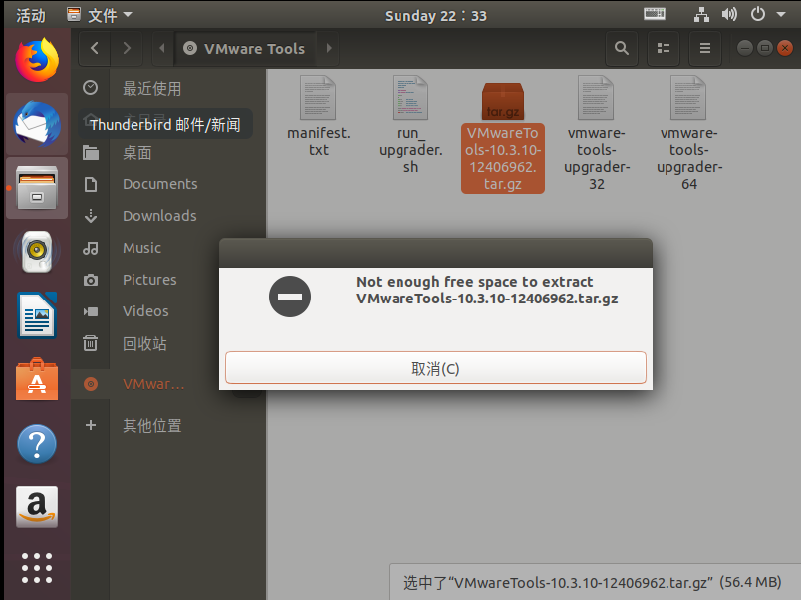 活动
文件
Sunday 22：33
VMware Tools
最近使用
Thunderbird 邮件/新闻
桌面
Documents
Downloads
Music
Pictures
Videos
回收站
VMwar…
其他位置
manifest.
txt
run_
upgrader.
sh
tar.gz
VMwareTo
ols-10.3.10-
12406962.
tar.gz
vmware-
tools-
upgrader-
32
vmware-
tools-
upgrader-
64
Not enough free space to extract
VMwareTools-10.3.10-12406962.tar.gz
取消(C)
选中了“VMwareTools-10.3.10-12406962.tar.gz” (56.4 MB)